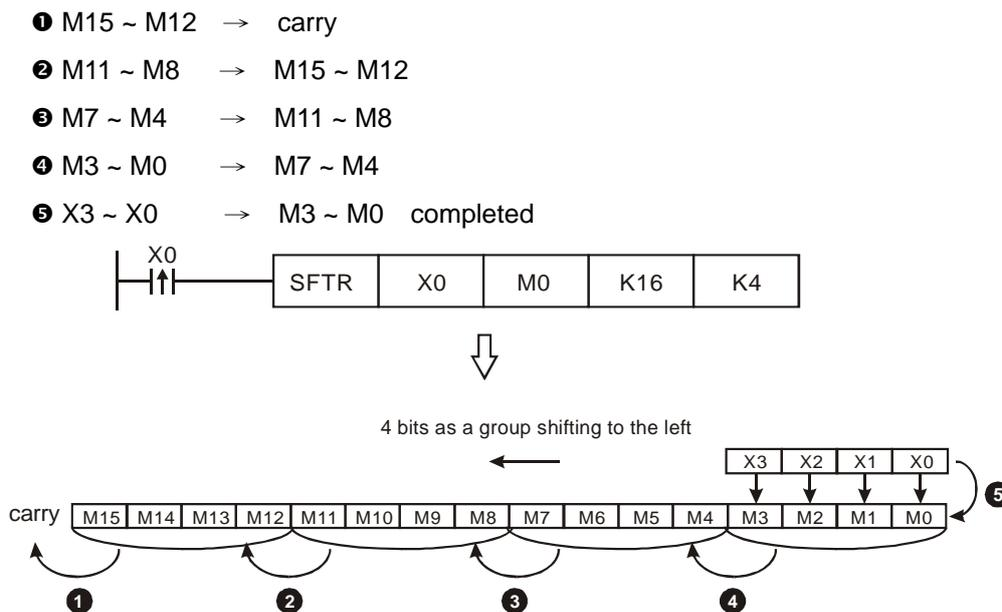 ❶ M15 ~ M12 → carry
❷ M11 ~ M8 → M15 ~ M12
❸ M7 ~ M4 → M11 ~ M8
❹ M3 ~ M0 → M7 ~ M4
❺ X3 ~ X0 → M3 ~ M0 completed
X0
SFTR X0 M0 K16 K4
4 bits as a group shifting to the left
X3 X2 X1 X0
❺
carry M15 M14 M13 M12 M11 M10 M9 M8 M7 M6 M5 M4 M3 M2 M1 M0
❶ ❷ ❸ ❹